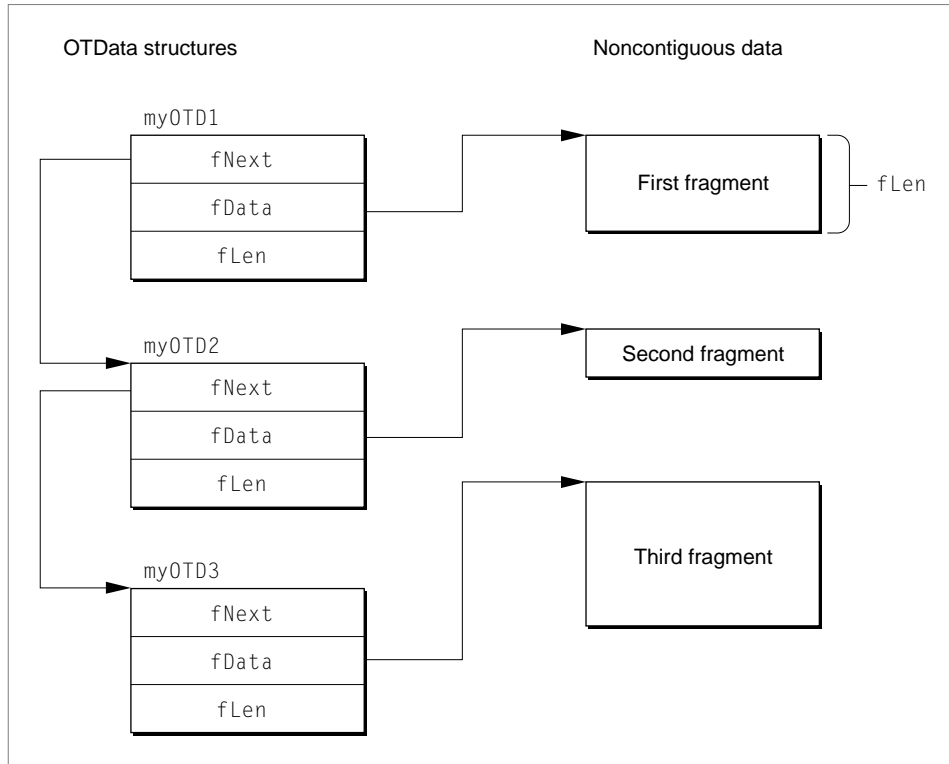 OTData structures
Noncontiguous data
myOTD1
fNext
fData
fLen
First fragment
fLen
myOTD2
fNext
fData
fLen
Second fragment
myOTD3
fNext
fData
fLen
Third fragment